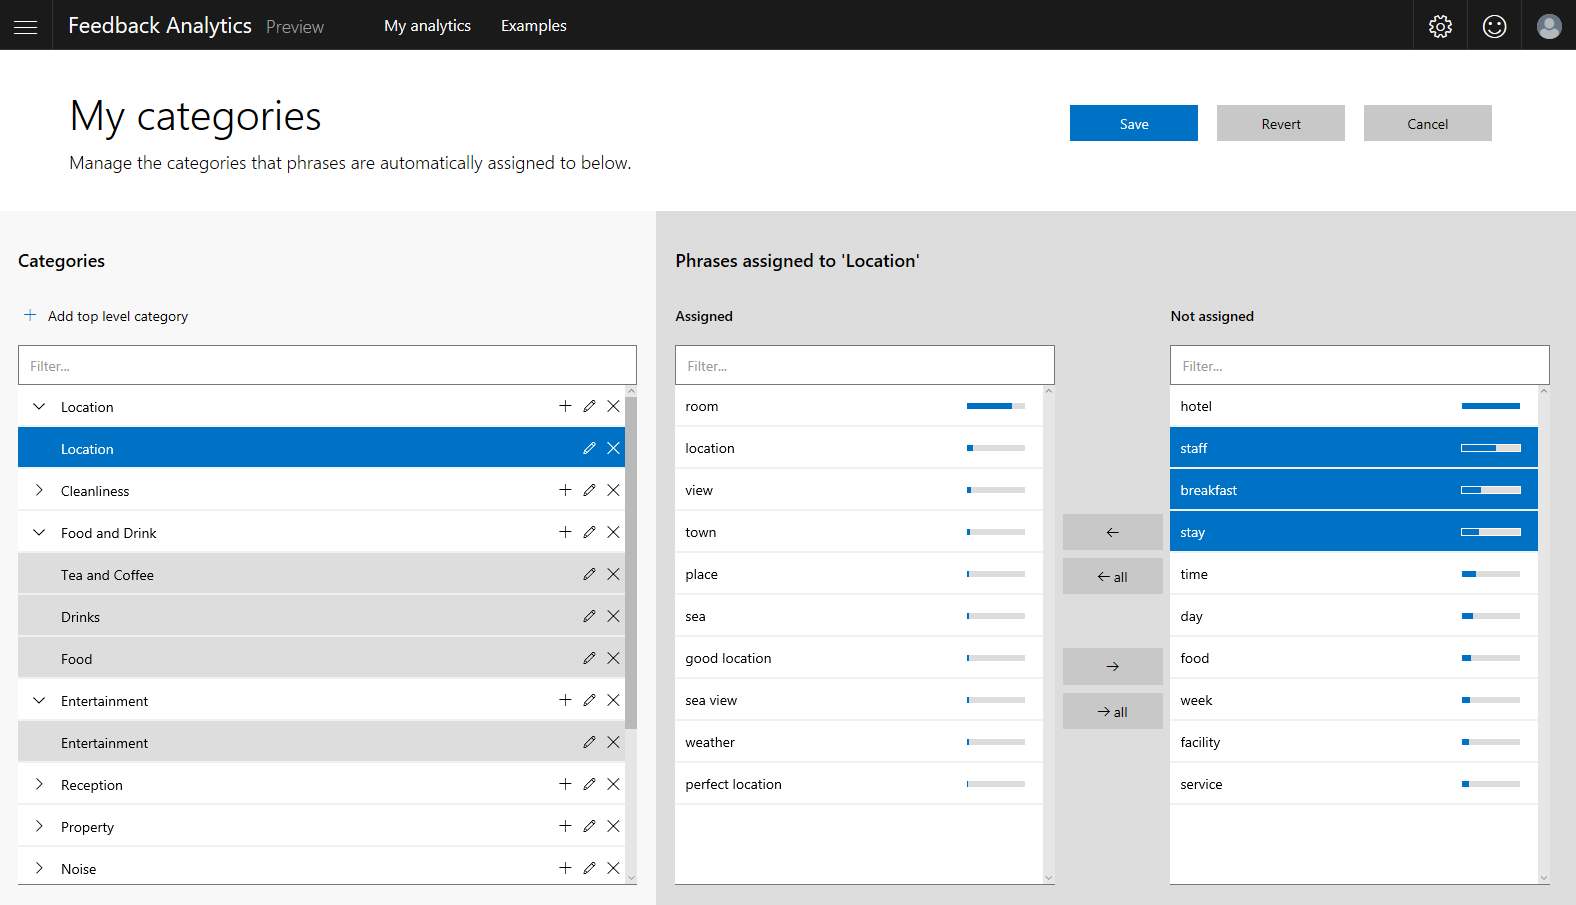 Feedback Analytics Preview My analytics Examples
My categories
Manage the categories that phrases are automatically assigned to below.
Save Revert Cancel
Categories
Add top level category
Filter...
Location
Location
Cleanliness
Food and Drink
Tea and Coffee
Drinks
Food
Entertainment
Entertainment
Reception
Property
Noise
Phrases assigned to 'Location'
Assigned
Filter...
room
location
view
town
place
sea
good location
sea view
weather
perfect location
←
← all
→
→ all
Not assigned
Filter...
hotel
staff
breakfast
stay
time
day
food
week
facility
service